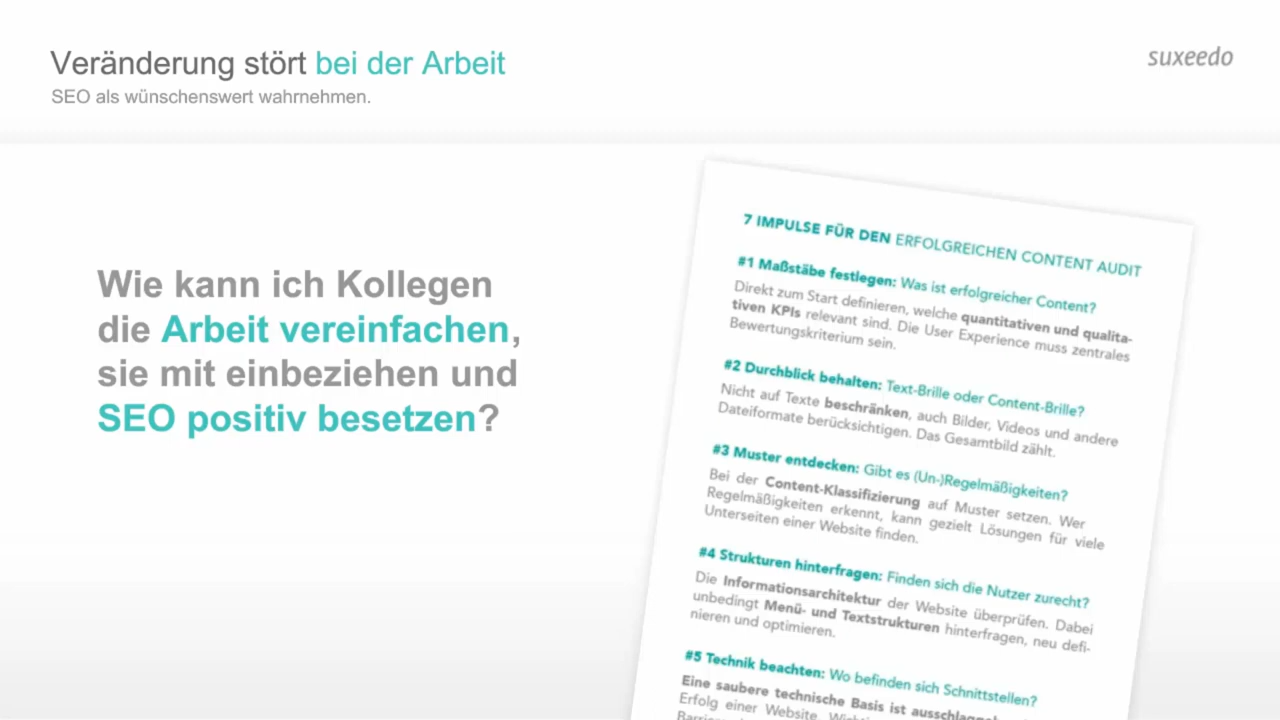 Veränderung stört bei der Arbeit
SEO als wünschenswert wahrnehmen.
suxeedo
Wie kann ich Kollegen
die Arbeit vereinfachen,
sie mit einbeziehen und
SEO positiv besetzen?
7 IMPULSE FÜR DEN ERFOLGREICHEN CONTENT AUDIT
#1 Maßstäbe festlegen: Was ist erfolgreicher Content?
Direkt zum Start definieren, welche quantitativen und qualita-
tiven KPIs relevant sind. Die User Experience muss zentrales
Bewertungskriterium sein.
#2 Durchblick behalten: Text-Brille oder Content-Brille?
Nicht auf Texte beschränken, auch Bilder, Videos und andere
Dateiformate berücksichtigen. Das Gesamtbild zählt.
#3 Muster entdecken: Gibt es (Un-)Regelmäßigkeiten?
Bei der Content-Klassifizierung auf Muster setzen. Wer
Regelmäßigkeiten erkennt, kann gezielt Lösungen für viele
Unterseiten einer Website finden.
#4 Strukturen hinterfragen: Finden sich die Nutzer zurecht?
Die Informationsarchitektur der Website überprüfen. Dabei
unbedingt Menü- und Textstrukturen hinterfragen, neu defi-
nieren und optimieren.
#5 Technik beachten: Wo befinden sich Schnittstellen?
Eine saubere technische Basis ist
Erfolg einer Website.